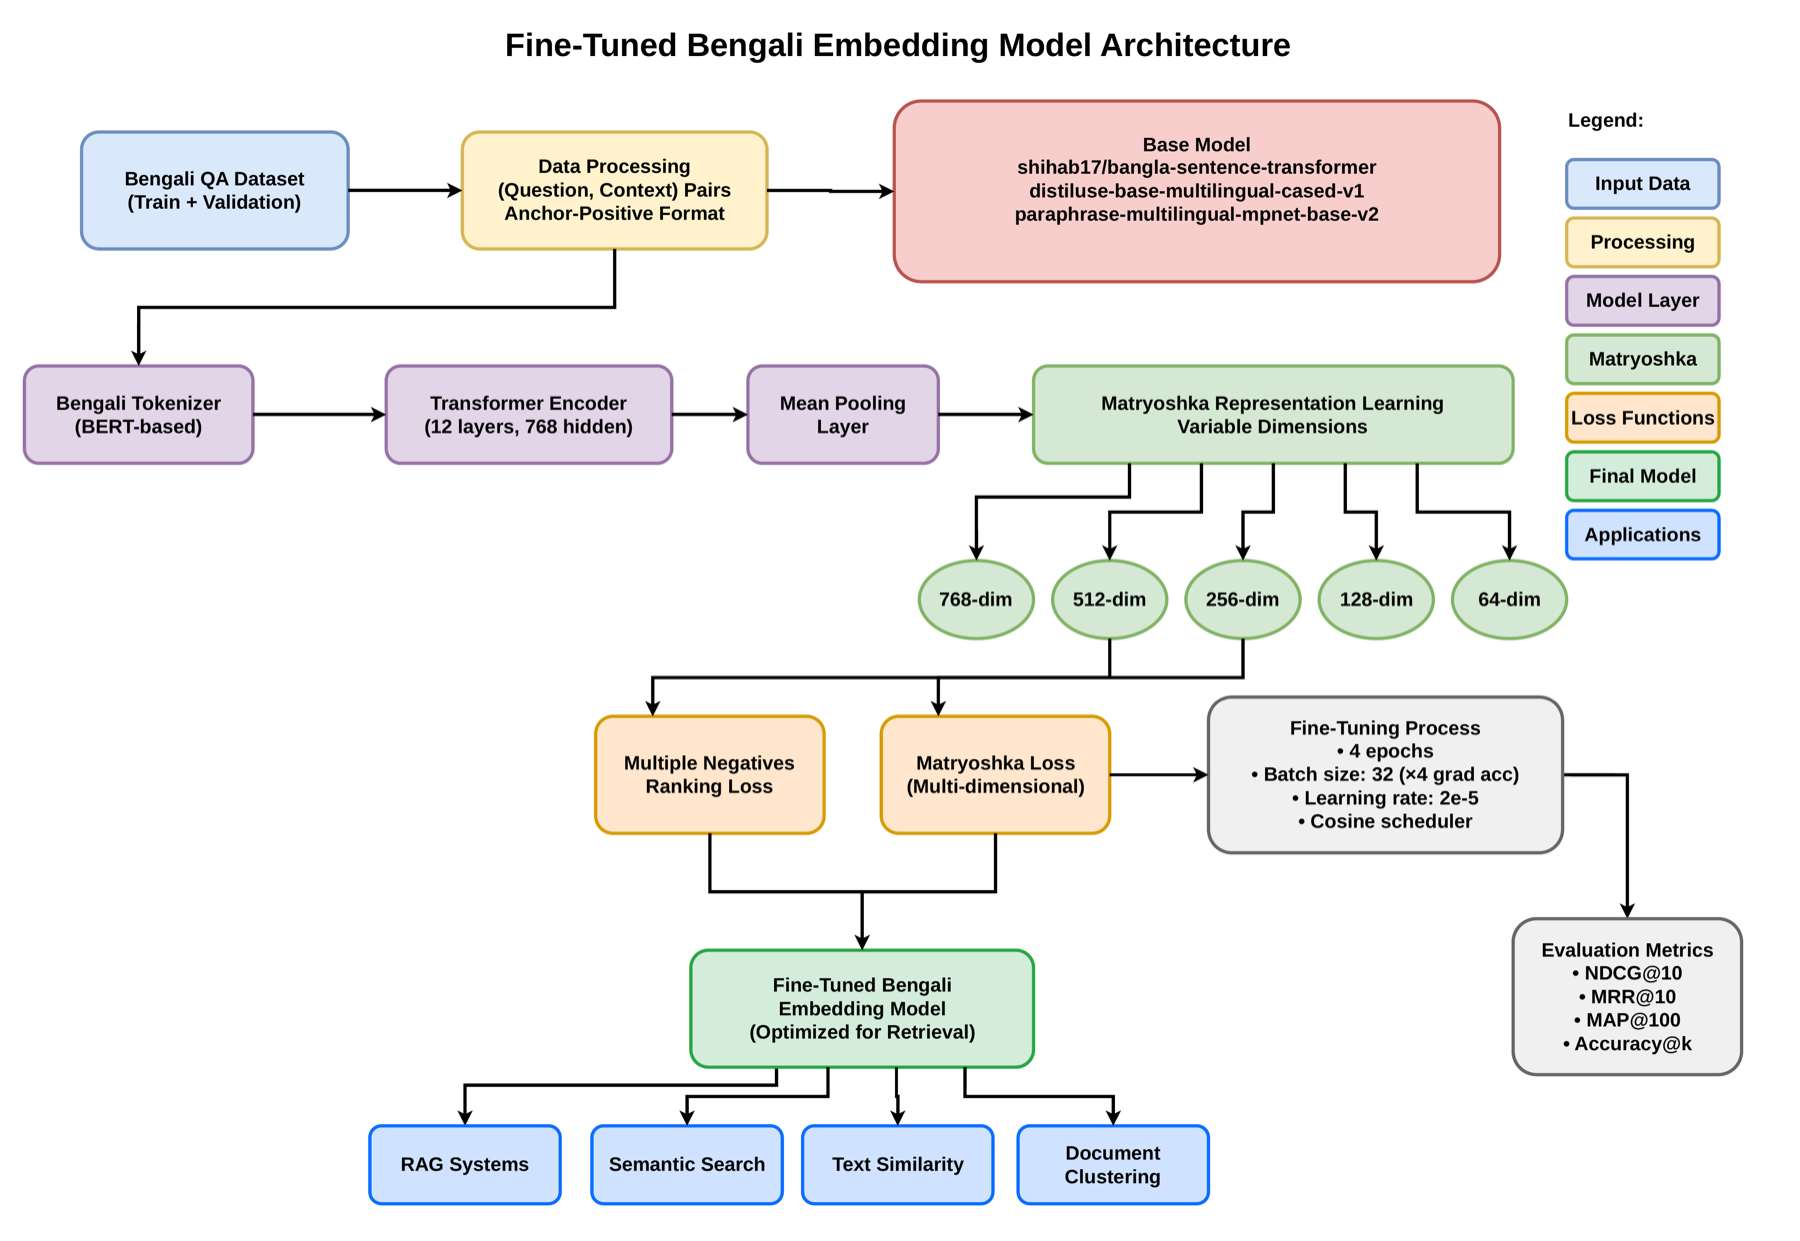 Fine-Tuned Bengali Embedding Model Architecture
Bengali QA Dataset
(Train + Validation)
Data Processing
(Question, Context) Pairs
Anchor-Positive Format
Base Model
shihab17/bangla-sentence-transformer
distiluse-base-multilingual-cased-v1
paraphrase-multilingual-mpnet-base-v2
Legend:
Input Data
Processing
Model Layer
Matryoshka
Loss Functions
Final Model
Applications
Bengali Tokenizer
(BERT-based)
Transformer Encoder
(12 layers, 768 hidden)
Mean Pooling
Layer
Matryoshka Representation Learning
Variable Dimensions
768-dim
512-dim
256-dim
128-dim
64-dim
Multiple Negatives
Ranking Loss
Matryoshka Loss
(Multi-dimensional)
Fine-Tuning Process
• 4 epochs
• Batch size: 32 (×4 grad acc)
• Learning rate: 2e-5
• Cosine scheduler
Evaluation Metrics
• NDCG@10
• MRR@10
• MAP@100
• Accuracy@k
Fine-Tuned Bengali
Embedding Model
(Optimized for Retrieval)
RAG Systems
Semantic Search
Text Similarity
Document
Clustering